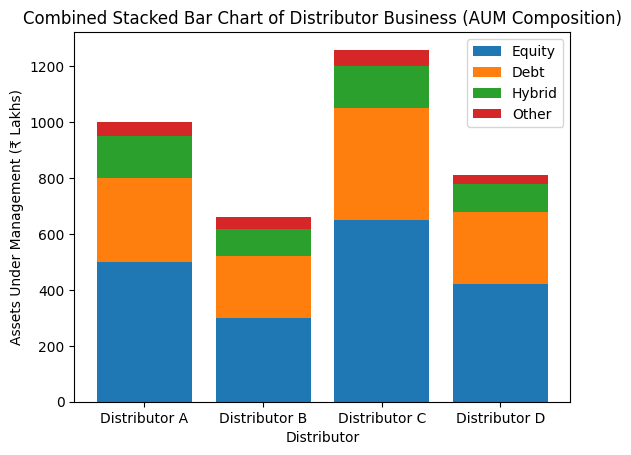 Combined Stacked Bar Chart of Distributor Business (AUM Composition)
Assets Under Management (₹ Lakhs)
1200
1000
800
600
400
200
0
Equity
Debt
Hybrid
Other
Distributor A
Distributor B
Distributor C
Distributor D
Distributor